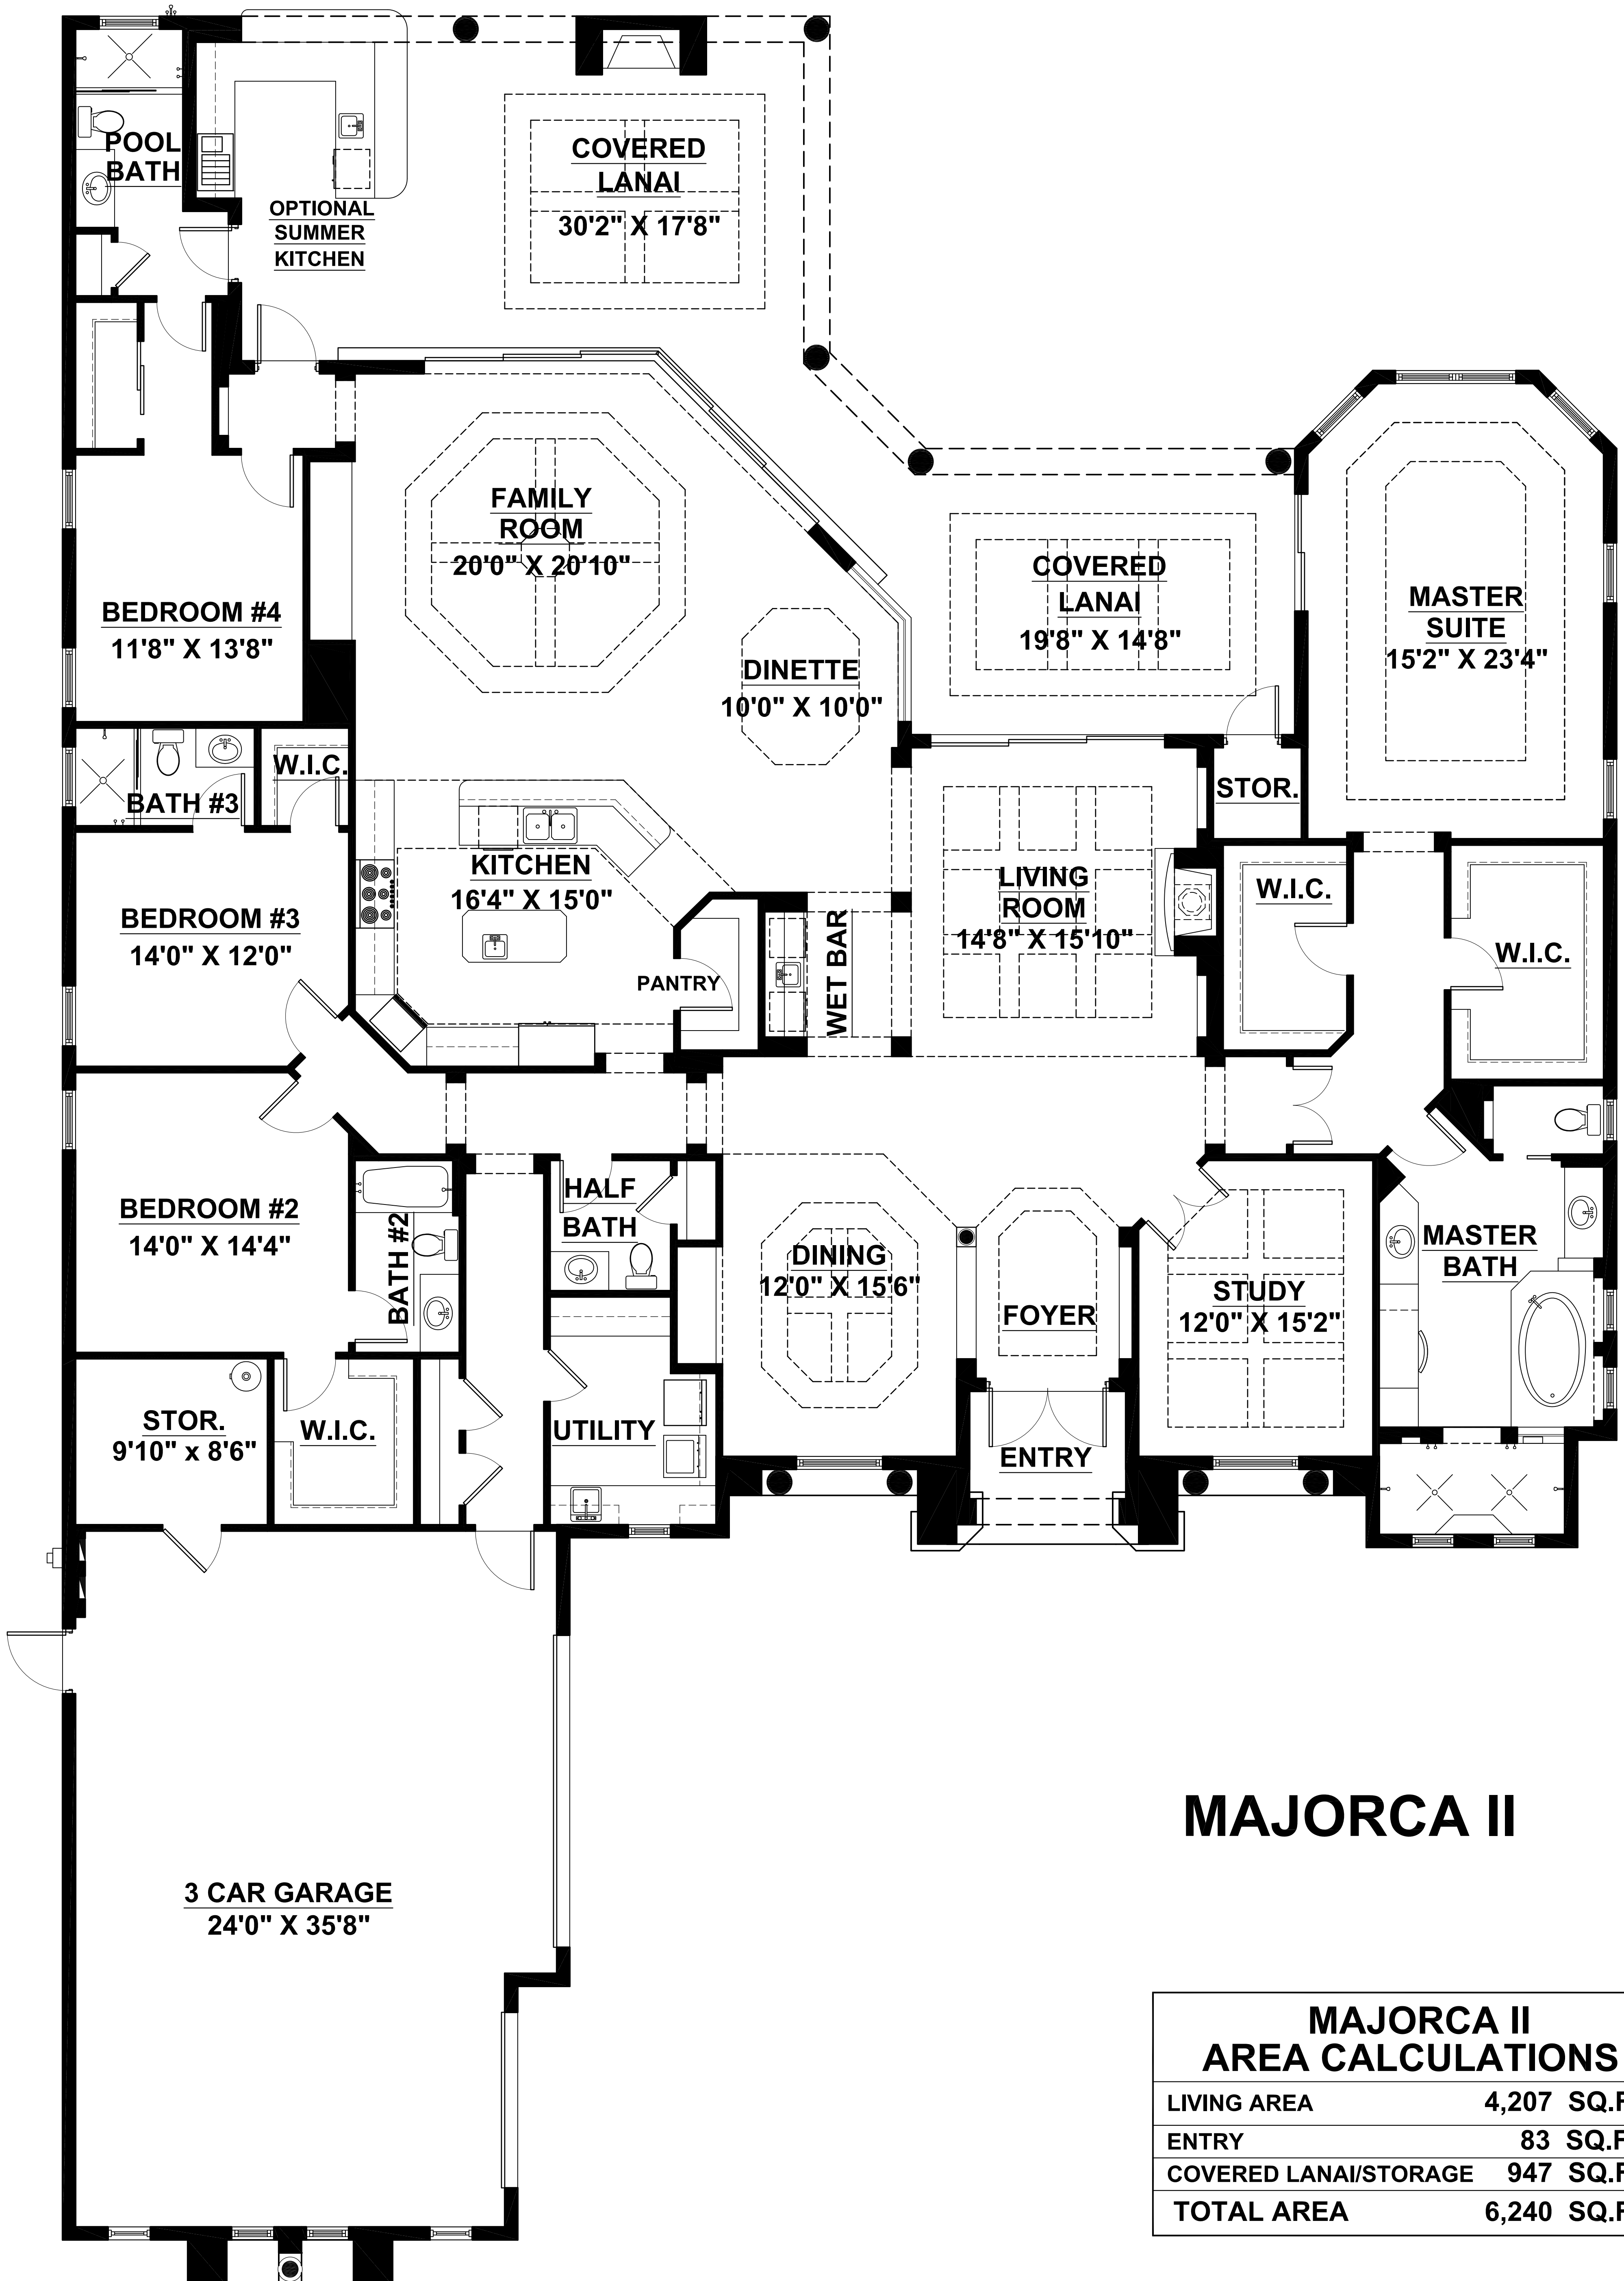 POOL
BATH
OPTIONAL
SUMMER
KITCHEN
COVERED
LANAI
30'2" X 17'8"
FAMILY
ROOM
20'0" X 20'10"
COVERED
LANAI
19'8" X 14'8"
MASTER
SUITE
15'2" X 23'4"
BEDROOM #4
11'8" X 13'8"
DINETTE
10'0" X 10'0"
W.I.C.
BATH #3
STOR.
KITCHEN
16'4" X 15'0"
LIVING
ROOM
14'8" X 15'10"
W.I.C.
W.I.C.
BEDROOM #3
14'0" X 12'0"
PANTRY
WET BAR
BEDROOM #2
14'0" X 14'4"
BATH #2
HALF
BATH
DINING
12'0" X 15'6"
FOYER
STUDY
12'0" X 15'2"
MASTER
BATH
STOR.
9'10" x 8'6"
W.I.C.
UTILITY
ENTRY
3 CAR GARAGE
24'0" X 35'8"
MAJORCA II
MAJORCA II
AREA CALCULATIONS
LIVING AREA 4,207 SQ.F
ENTRY 83 SQ.F
COVERED LANAI/STORAGE 947 SQ.F
TOTAL AREA 6,240 SQ.F